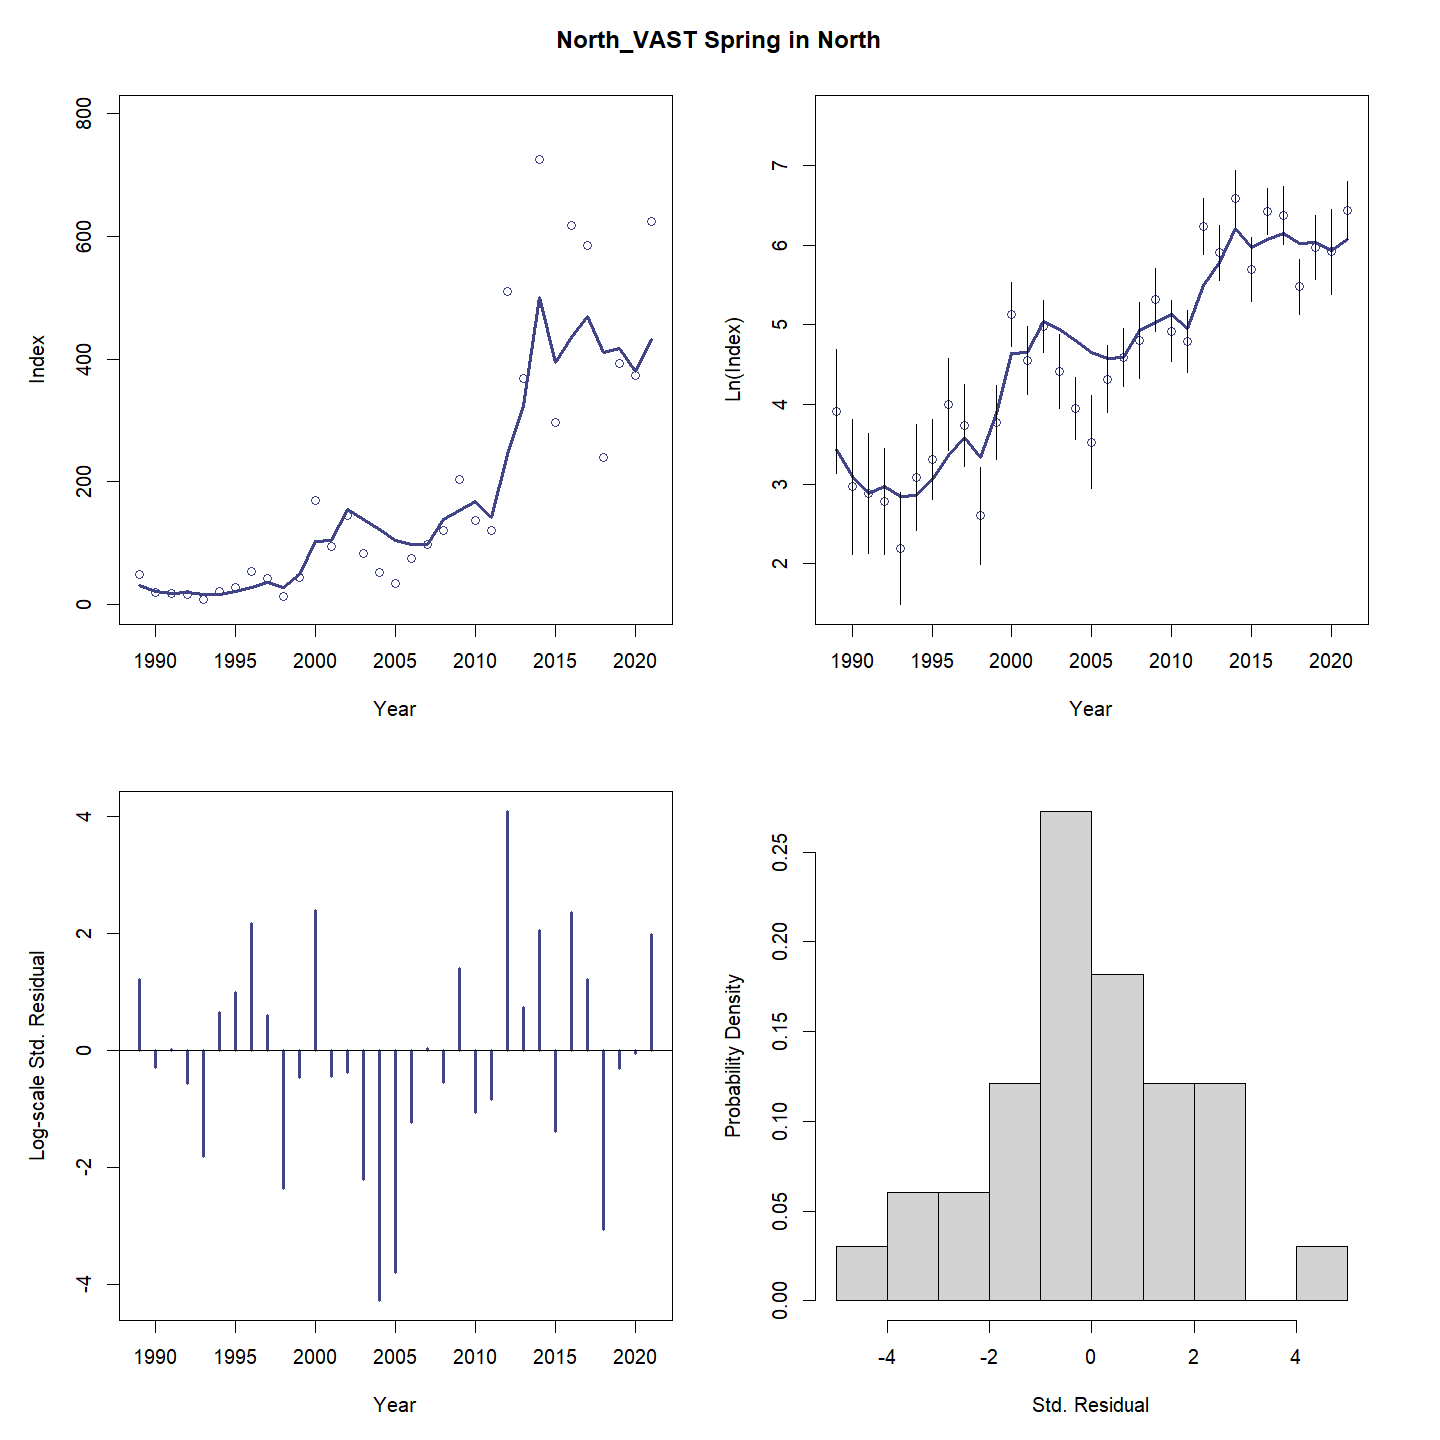 North_VAST Spring in North
Index
0 200 400 600 800
1990 1995 2000 2005 2010 2015 2020
Year
Ln(Index)
2 3 4 5 6 7
1990 1995 2000 2005 2010 2015 2020
Year
Log-scale Std. Residual
-4 -2 0 2 4
1990 1995 2000 2005 2010 2015 2020
Year
Probability Density
0.00 0.05 0.10 0.15 0.20 0.25
-4 -2 0 2 4
Std. Residual